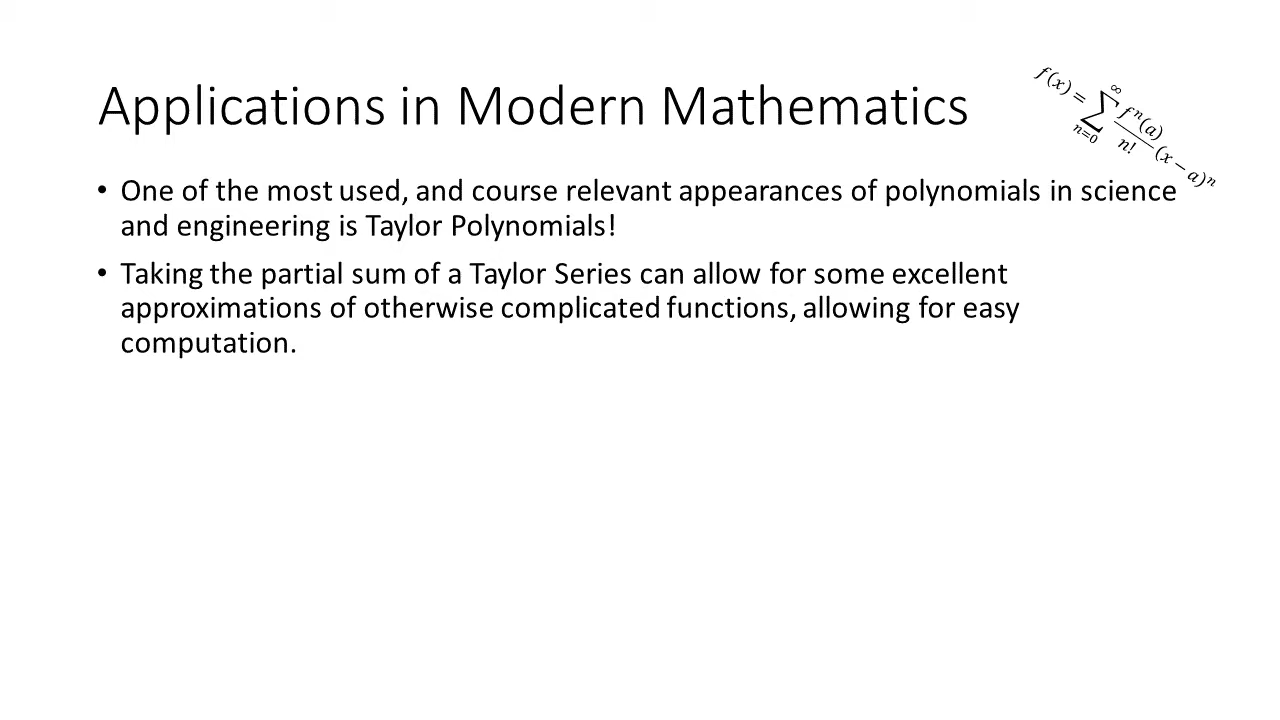 Applications in Modern Mathematics
f(x) = ∑_{n=0}^{∞} \frac{f^n(a)}{n!}(x − a)^n
• One of the most used, and course relevant appearances of polynomials in science
and engineering is Taylor Polynomials!
• Taking the partial sum of a Taylor Series can allow for some excellent
approximations of otherwise complicated functions, allowing for easy
computation.